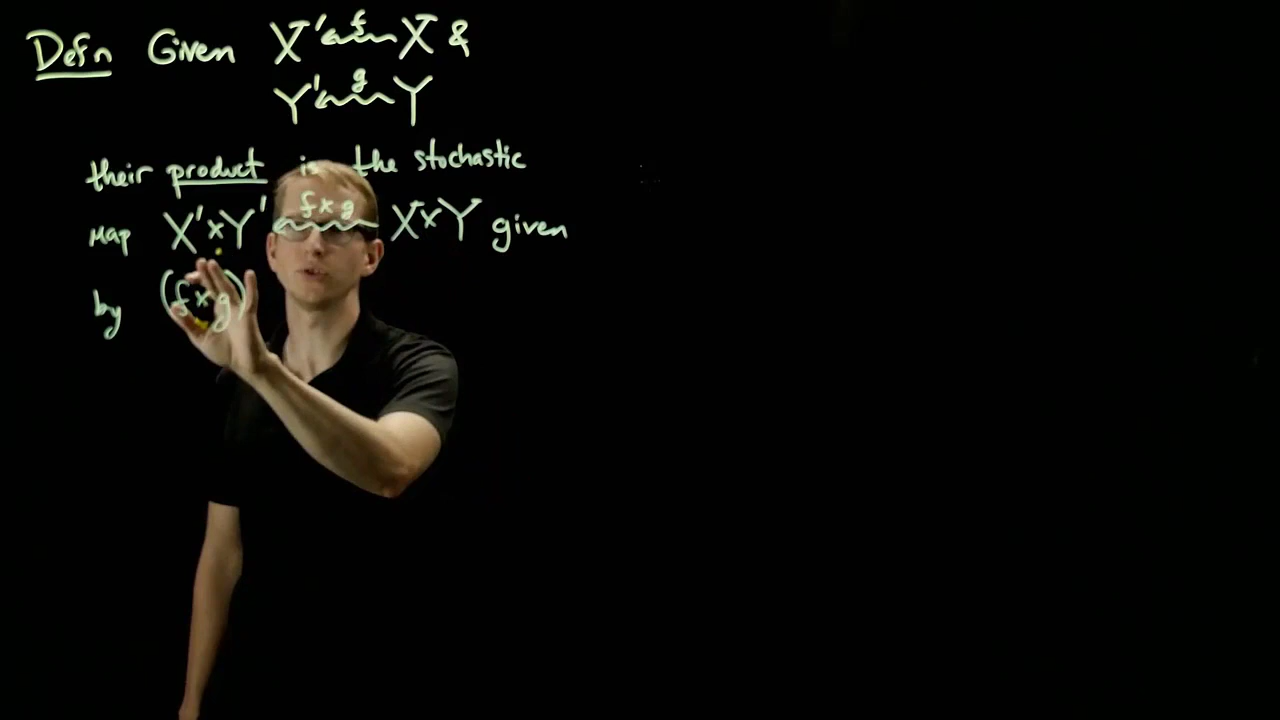 Defn Given X' f X &
Y' g Y
their product is the stochastic
map X' × Y' f × g X × Y given
by (f × g)